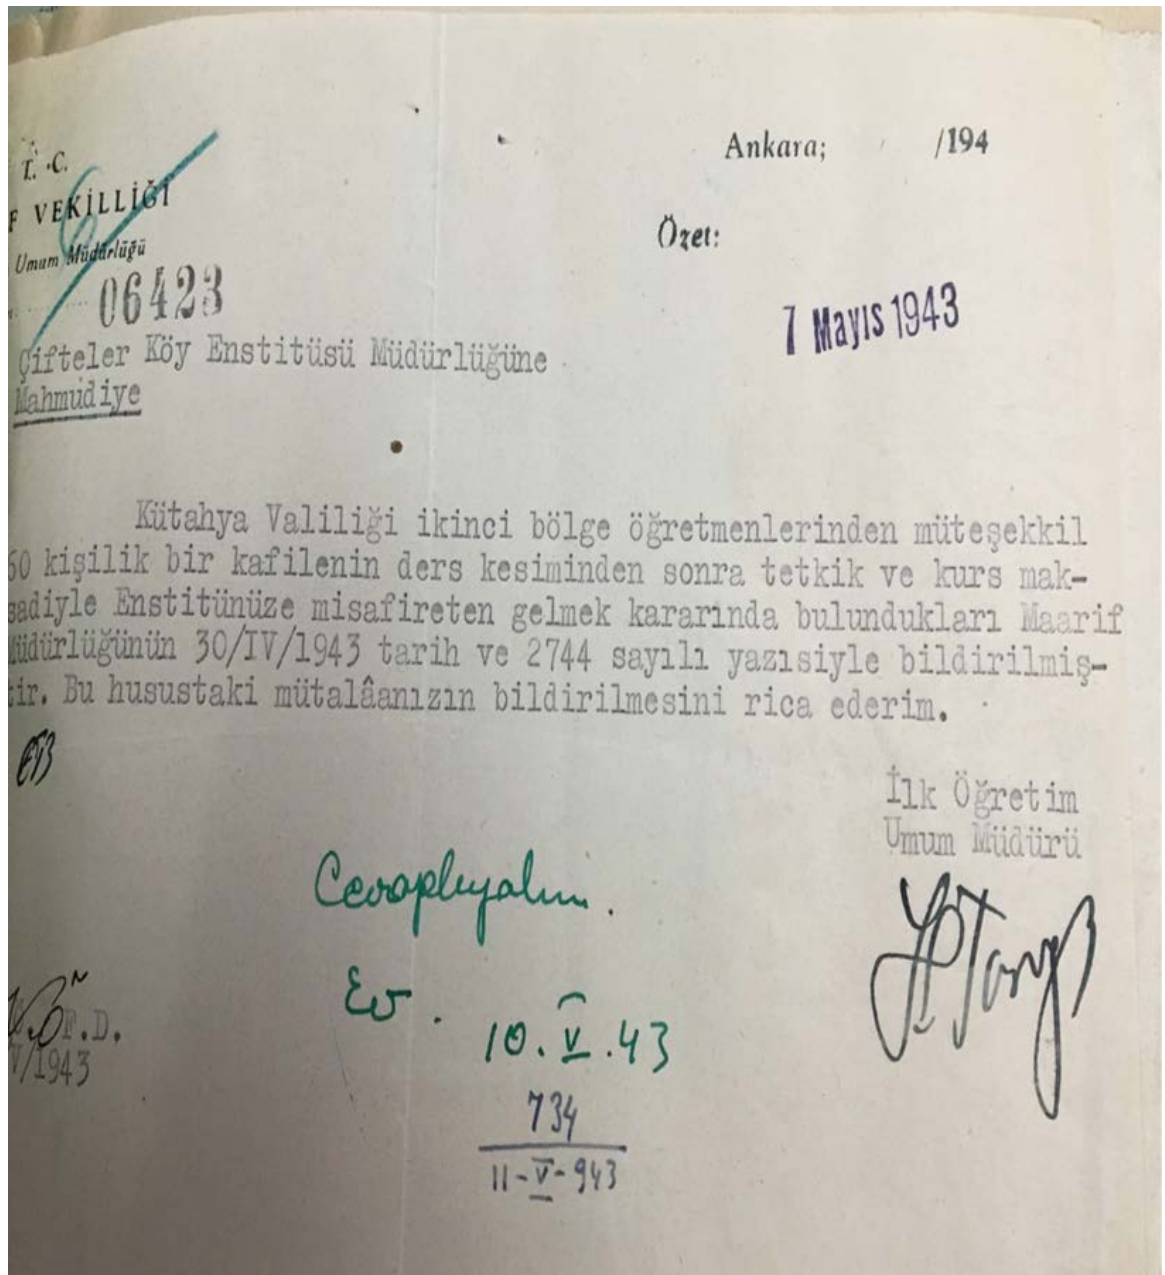 T. C.
F VEKİLLİĞİ
Umum Müdürlüğü
06423
Ankara; /194
Özet:
7 Mayıs 1943
Çifteler Köy Enstitüsü Müdürlüğüne
Mahmudiye
Kütahya Valiliği ikinci bölge öğretmenlerinden müteşekkil
60 kişilik bir kafilenin ders kesiminden sonra tetkik ve kurs mak-
sadiyle Enstitünüze misafireten gelmek kararında bulundukları Maarif
Müdürlüğünün 30/IV/1943 tarih ve 2744 sayılı yazısiyle bildirilmiş-
tir. Bu husustaki mütalâanızın bildirilmesini rica ederim.
İlk Öğretim
Umum Müdürü
Cevaplıyalım.
10.V.43
734
11-V-943
F.D.
V/1943